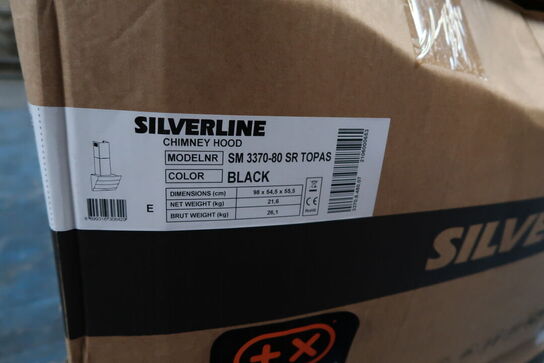 SILVERLINE
CHIMNEY HOOD
MODELNR SM 3370-80 SR TOPAS
COLOR BLACK
DIMENSIONS (cm) 98 x 54,5 x 55,5
NET WEIGHT (kg) 21,6
BRUT WEIGHT (kg) 26,1
E
CE
SILVE